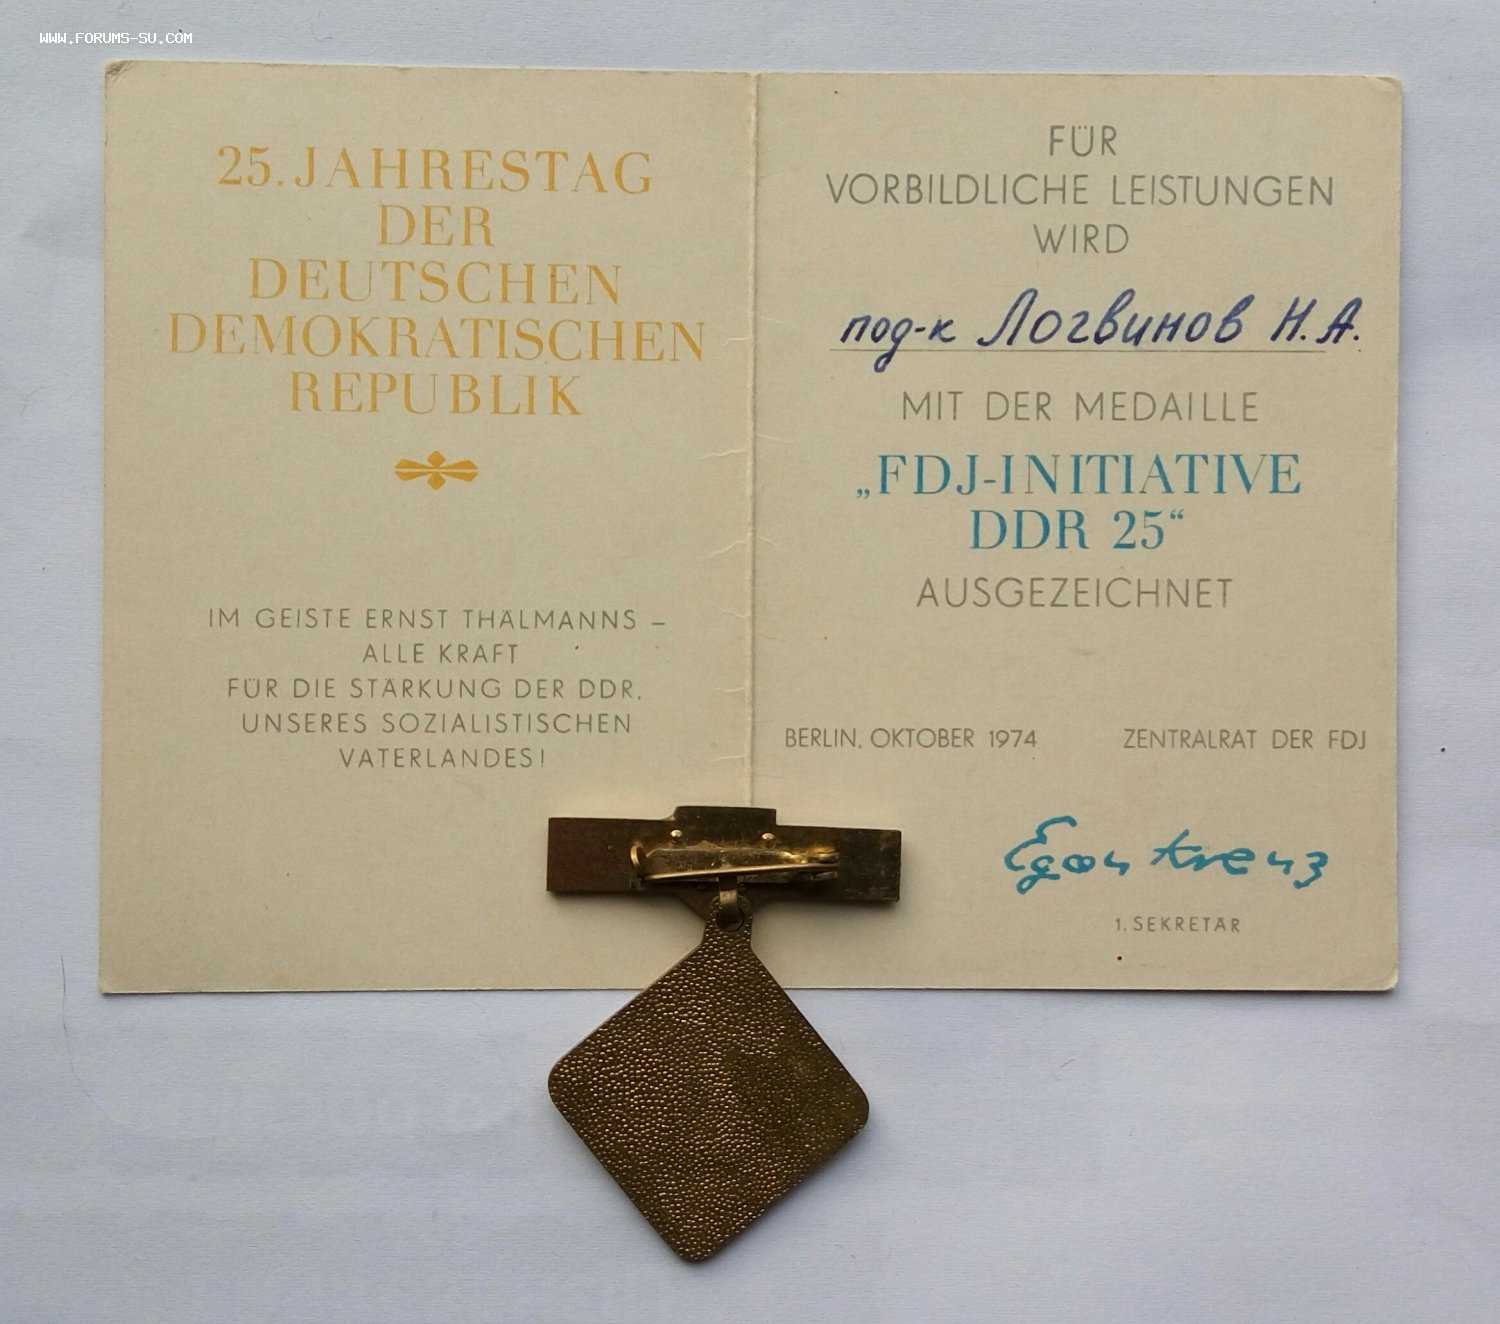 WWW.FORUMS-SU.COM
25. JAHRESTAG
DER
DEUTSCHEN
DEMOKRATISCHEN
REPUBLIK
IM GEISTE ERNST THÄLMANNS –
ALLE KRAFT
FÜR DIE STÄRKUNG DER DDR,
UNSERES SOZIALISTISCHEN
VATERLANDES!
FÜR
VORBILDLICHE LEISTUNGEN
WIRD
под-к Логвинов Н.А.
MIT DER MEDAILLE
„FDJ-INITIATIVE
DDR 25“
AUSGEZEICHNET
BERLIN, OKTOBER 1974 ZENTRALRAT DER FDJ
Egon Krenz
1. SEKRETÄR